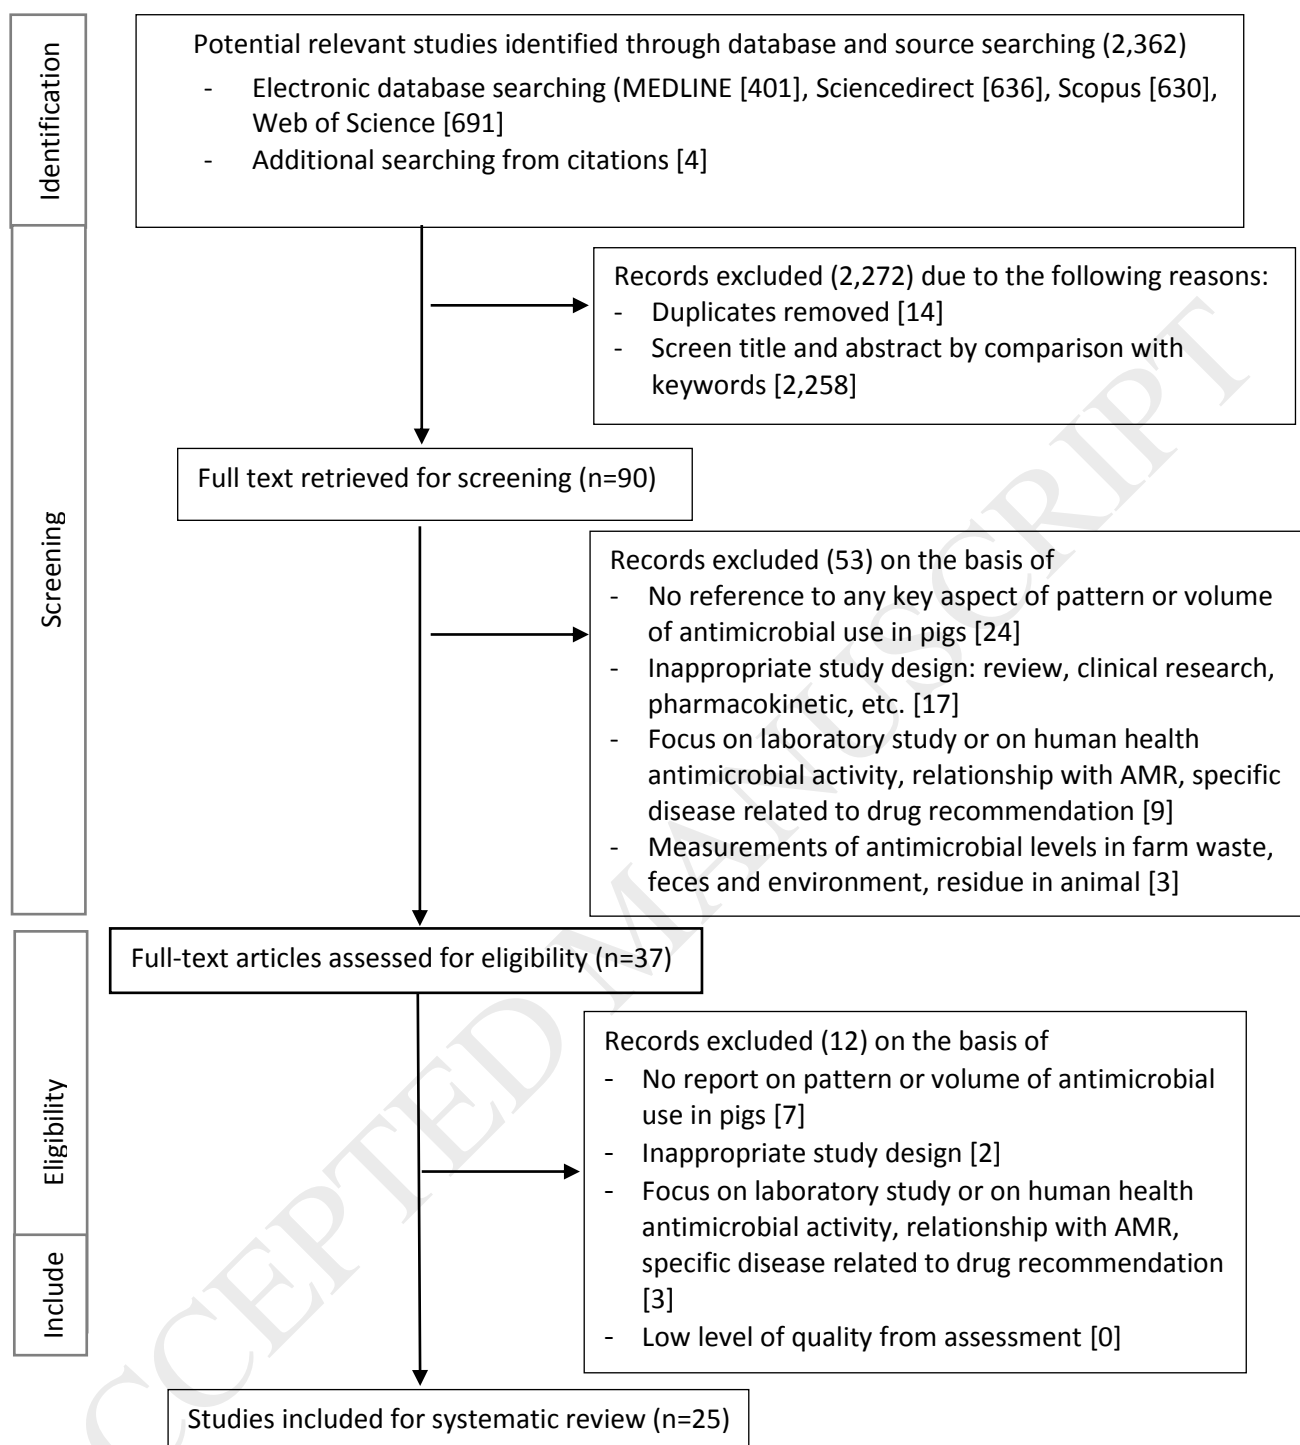 Identification
Potential relevant studies identified through database and source searching (2,362)
- Electronic database searching (MEDLINE [401], Sciencedirect [636], Scopus [630],
Web of Science [691]
- Additional searching from citations [4]
Screening
Records excluded (2,272) due to the following reasons:
- Duplicates removed [14]
- Screen title and abstract by comparison with
keywords [2,258]
Full text retrieved for screening (n=90)
Records excluded (53) on the basis of
- No reference to any key aspect of pattern or volume
of antimicrobial use in pigs [24]
- Inappropriate study design: review, clinical research,
pharmacokinetic, etc. [17]
- Focus on laboratory study or on human health
antimicrobial activity, relationship with AMR, specific
disease related to drug recommendation [9]
- Measurements of antimicrobial levels in farm waste,
feces and environment, residue in animal [3]
Eligibility
Full-text articles assessed for eligibility (n=37)
Records excluded (12) on the basis of
- No report on pattern or volume of antimicrobial
use in pigs [7]
- Inappropriate study design [2]
- Focus on laboratory study or on human health
antimicrobial activity, relationship with AMR,
specific disease related to drug recommendation
[3]
- Low level of quality from assessment [0]
Include
Studies included for systematic review (n=25)
CCEPTED MANUSCRIPT